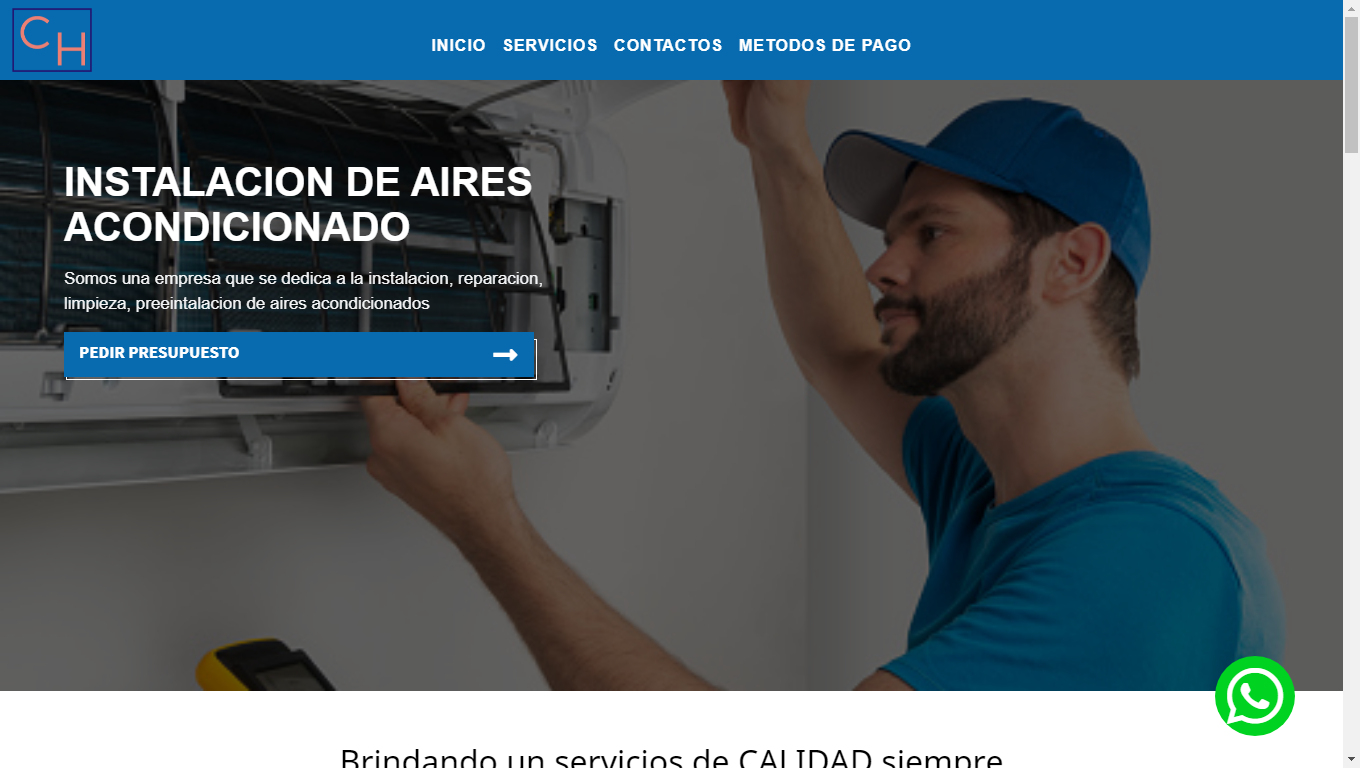 CH
INICIO SERVICIOS CONTACTOS METODOS DE PAGO
INSTALACION DE AIRES
ACONDICIONADO
Somos una empresa que se dedica a la instalacion, reparacion,
limpieza, preeintalacion de aires acondicionados
PEDIR PRESUPUESTO
Brindando un servicios de CALIDAD siempre